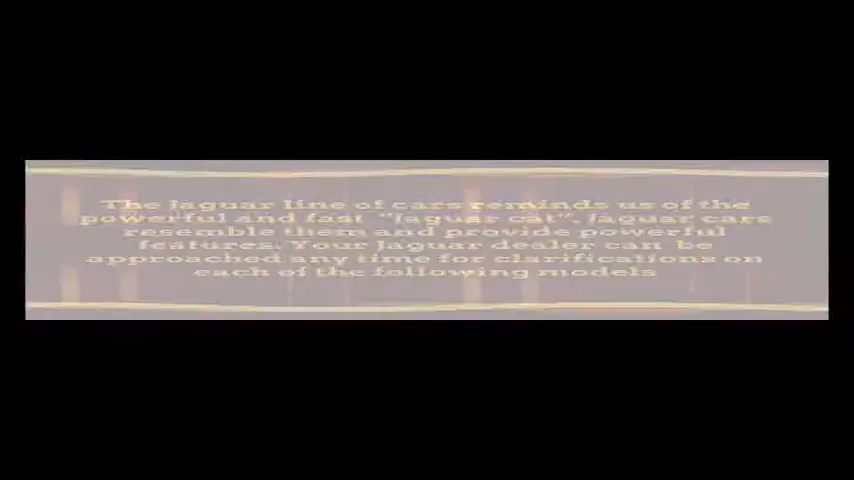 The Jaguar line of cars reminds us of the
powerful and fast "Jaguar cat". Jaguar cars
resemble them and provide powerful
features. Your Jaguar dealer can be
approached any time for clarifications on
each of the following models